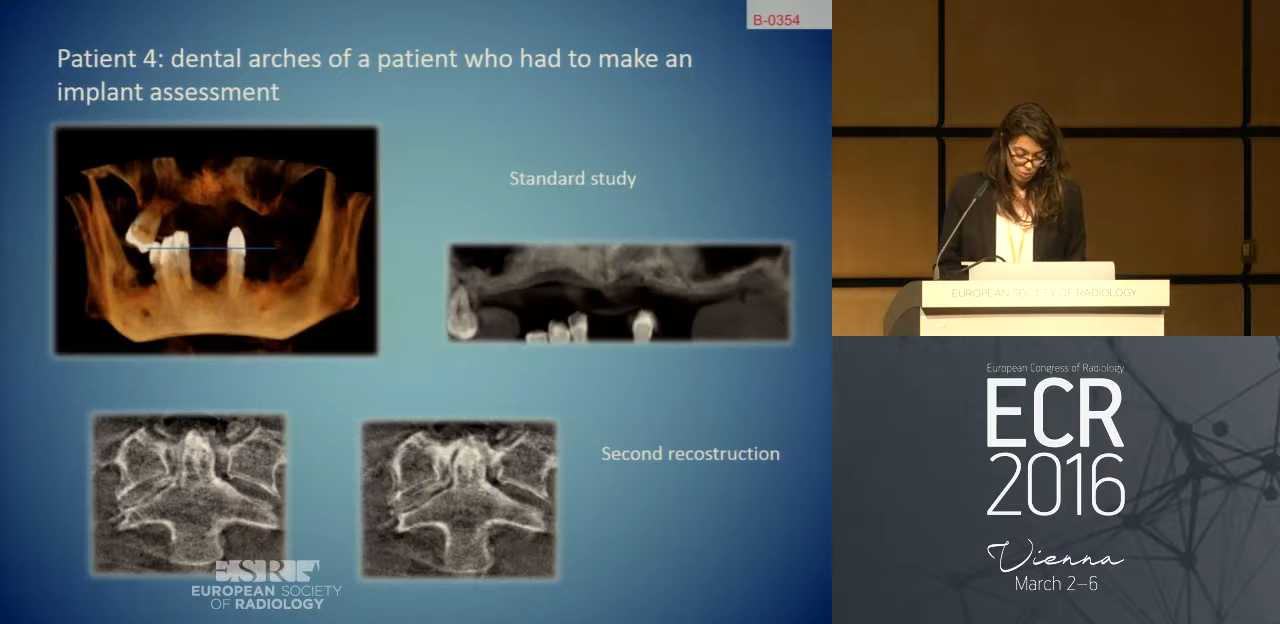 B-0354
Patient 4: dental arches of a patient who had to make an
implant assessment
Standard study
Second recostruction
ESR
EUROPEAN SOCIETY
OF RADIOLOGY
EUROPEAN SOCIETY OF RADIOLOGY
European Congress of Radiology
ECR
2016
Vienna
March 2–6